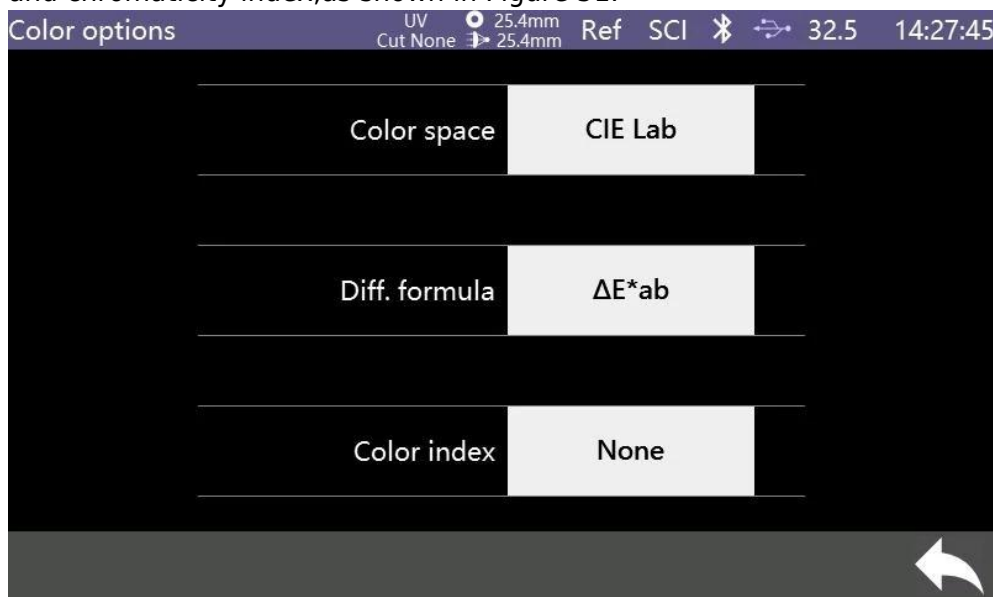 Color options UV 25.4mm Ref SCI 32.5 14:27:45
Cut None 25.4mm
Color space CIE Lab
Diff. formula ΔE*ab
Color index None